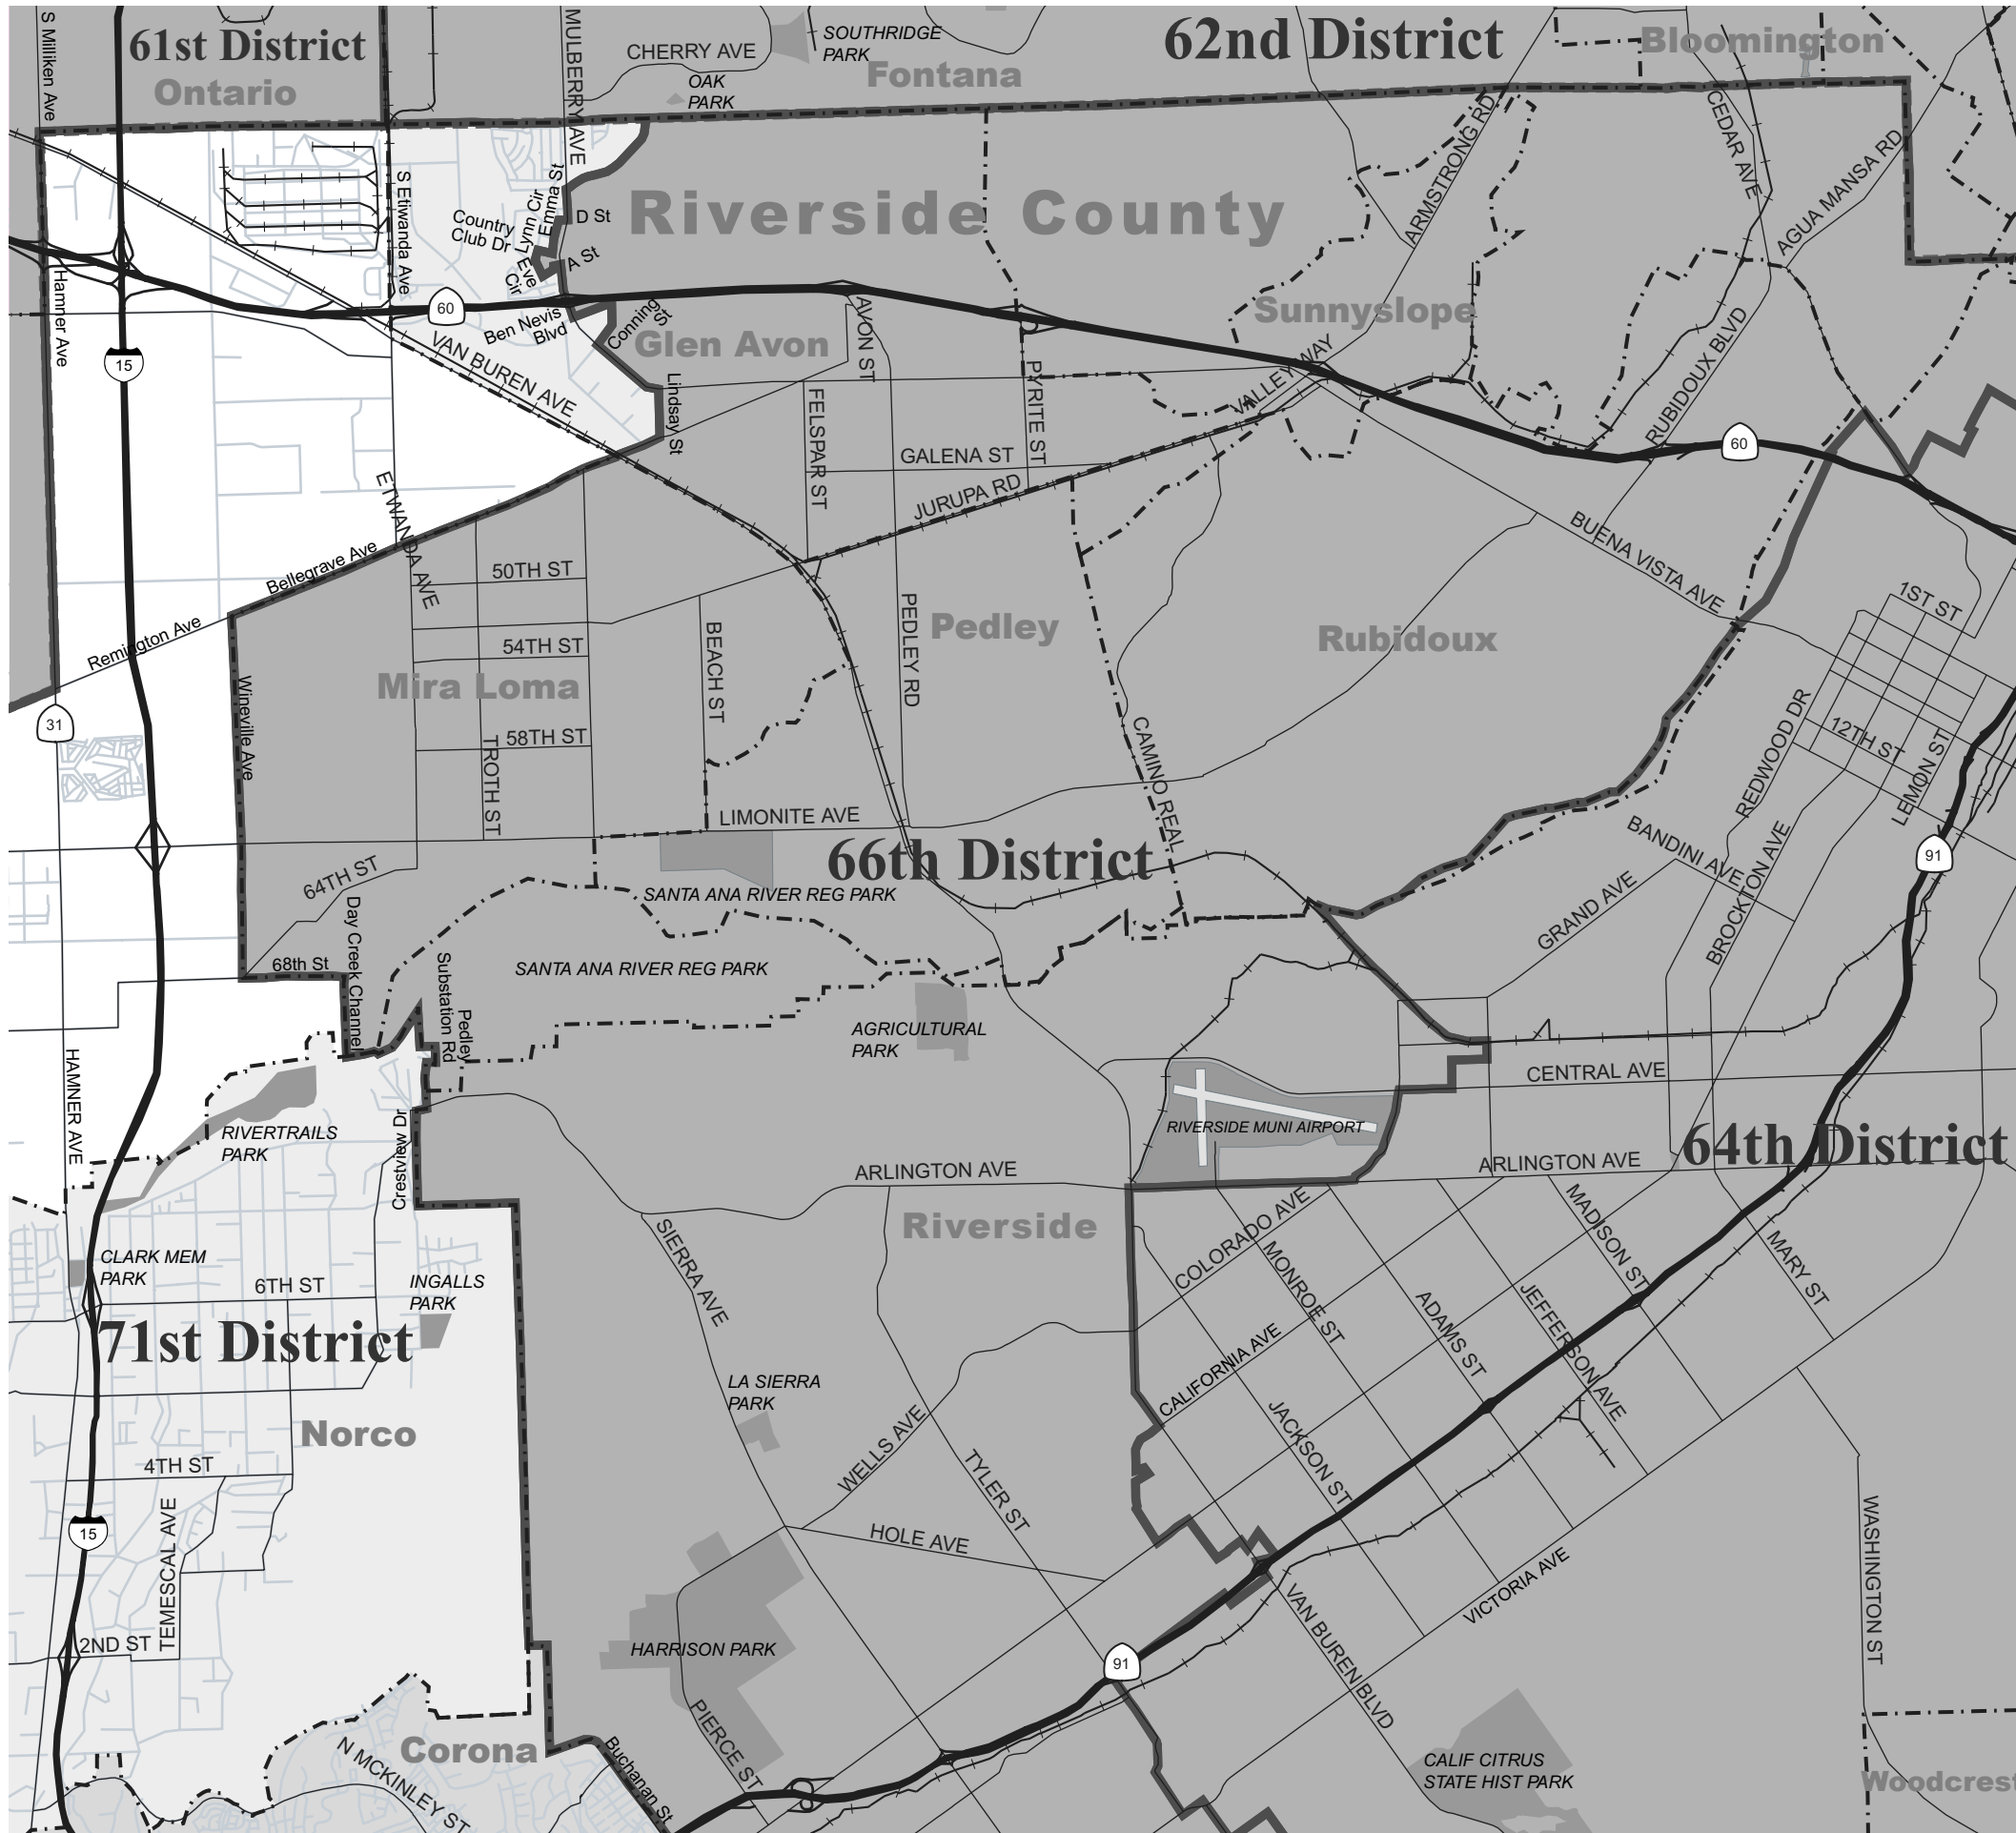 S Milliken Ave
61st District
Ontario
MULBERRY AVE
CHERRY AVE
SOUTHRIDGE
PARK
OAK
PARK
Fontana
62nd District
Bloomington
CEDAR AVE
ARMSTRONG RD
AGUA MANSA RD
S Etiwanda Ave
Country
Club Dr
Lynn Cir
Emma St
D St
A St
Eve
Cir
Riverside County
Hamner Ave
60
15
Ben Nevis
Blvd
Conning
St
Glen Avon
AVON ST
Sunnyslope
VAN BUREN AVE
Lindsay St
FELSPAR ST
PYRITE ST
VALLEY WAY
RUBIDOUX BLVD
60
GALENA ST
JURUPA RD
ETWANDA AVE
BUENA VISTA AVE
Bellegrave Ave
50TH ST
Remington Ave
54TH ST
BEACH ST
PEDLEY RD
Pedley
Rubidoux
1ST ST
Mira Loma
Wineville Ave
31
58TH ST
TROTH ST
CAMINO REAL
REDWOOD DR
12TH ST
LEMON ST
LIMONITE AVE
66th District
BANDINI AVE
BROCKTON AVE
91
64TH ST
SANTA ANA RIVER REG PARK
GRAND AVE
Day Creek Channel
68th St
SANTA ANA RIVER REG PARK
Substation Rd
Pedley
AGRICULTURAL
PARK
HAMNER AVE
CENTRAL AVE
RIVERTRAILS
PARK
Crestview Dr
RIVERSIDE MUNI AIRPORT
64th District
ARLINGTON AVE
ARLINGTON AVE
Riverside
SIERRA AVE
COLORADO AVE
MONROE ST
MADISON ST
MARY ST
CLARK MEM
PARK
6TH ST
INGALLS
PARK
71st District
ADAMS ST
JEFFERSON AVE
CALIFORNIA AVE
LA SIERRA
PARK
Norco
JACKSON ST
WELLS AVE
TYLER ST
4TH ST
HOLE AVE
15
TEMESCAL AVE
WASHINGTON ST
VICTORIA AVE
VAN BUREN BLVD
2ND ST
HARRISON PARK
91
PIERCE ST
Corona
N MCKINLEY ST
Buchanan St
CALIF CITRUS
STATE HIST PARK
Woodcrest